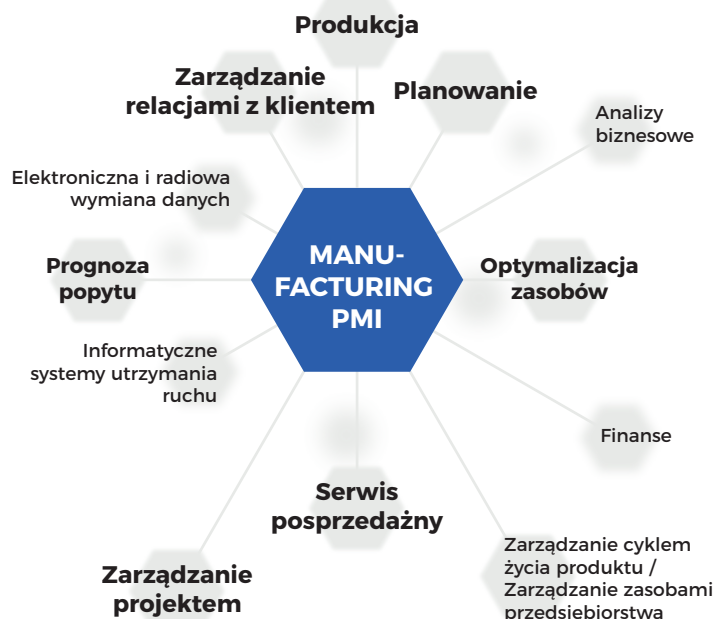 Produkcja
Zarządzanie
relacjami z klientem
Planowanie
Analizy
biznesowe
Elektroniczna i radiowa
wymiana danych
MANU-
FACTURING
PMI
Prognoza
popytu
Optymalizacja
zasobów
Informatyczne
systemy utrzymania
ruchu
Finanse
Serwis
posprzedażny
Zarządzanie
projektem
Zarządzanie cyklem
życia produktu /
Zarządzanie zasobami
przedsiębiorstwa